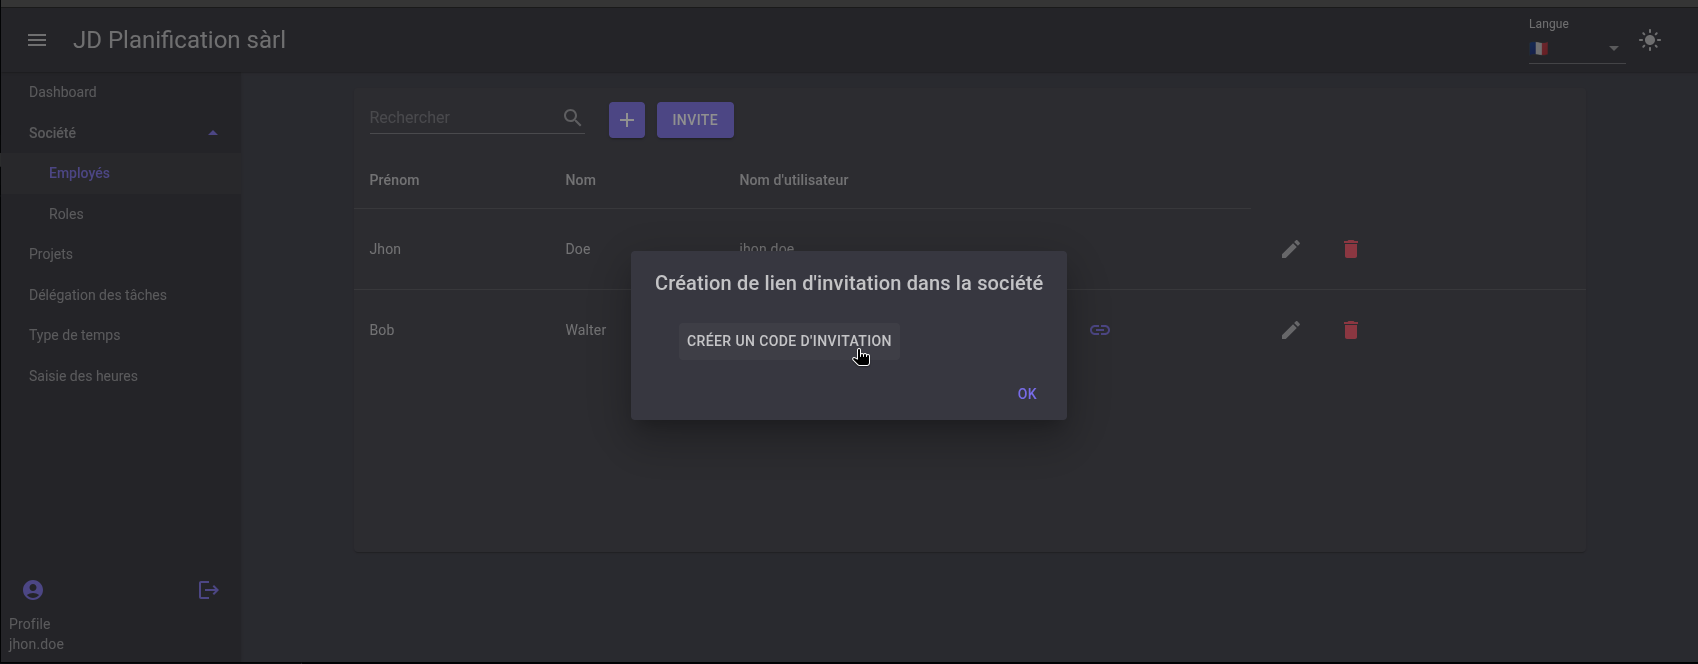 JD Planification sàrl
Langue
Dashboard
Société
Employés
Roles
Projets
Délégation des tâches
Type de temps
Saisie des heures
Profile
jhon.doe
Rechercher
+ INVITE
Prénom Nom Nom d'utilisateur
Jhon Doe jhon.doe
Bob Walter
Création de lien d'invitation dans la société
CRÉER UN CODE D'INVITATION
OK